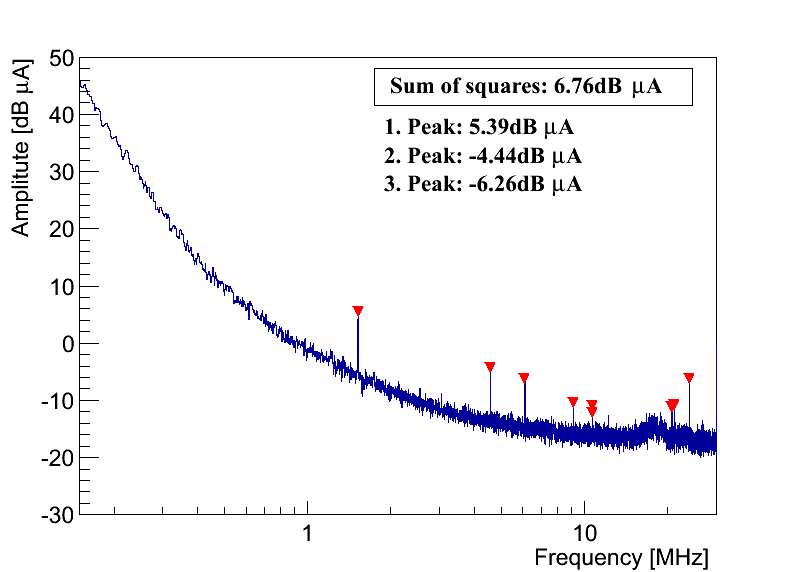 Sum of squares: 6.76dB μA
1. Peak: 5.39dB μA
2. Peak: -4.44dB μA
3. Peak: -6.26dB μA
Amplitude [dB μA]
50
40
30
20
10
0
-10
-20
-30
1
10
Frequency [MHz]